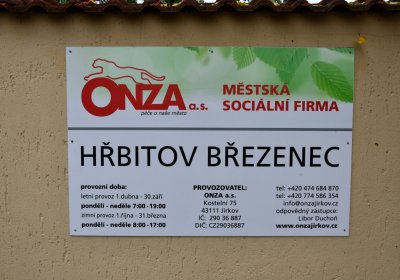 ONZA a.s.
péče o naše město
MĚSTSKÁ
SOCIÁLNÍ FIRMA
HŘBITOV BŘEZENEC
provozní doba:
letní provoz 1.dubna - 30.září
pondělí - neděle 7:00 -19:00
zimní provoz 1.října - 31.března
pondělí - neděle 8:00 - 17:00
PROVOZOVATEL:
ONZA a.s.
Kostelní 75
43111 Jirkov
IČ: 290 36 887
DIČ: CZ29036887
tel: +420 474 684 870
tel: +420 774 586 354
info@onzajirkov.cz
odpovědný zástupce:
Libor Duchoň
www.onzajirkov.cz